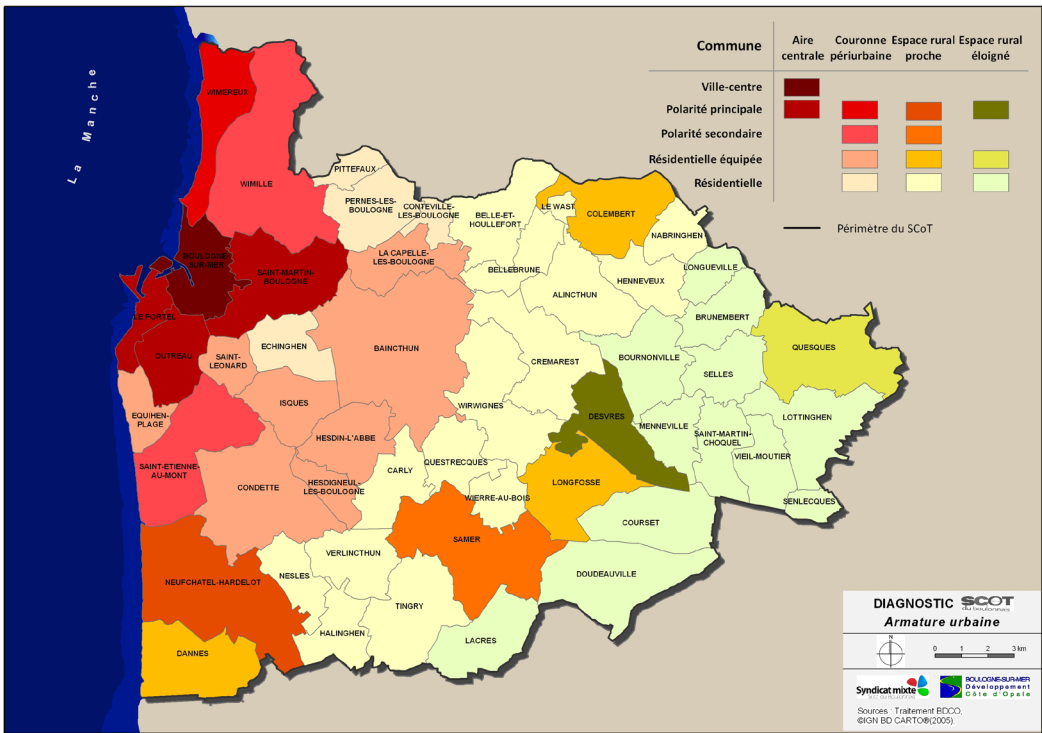 Commune
Aire centrale
Couronne périurbaine
Espace rural proche
Espace rural éloigné
Ville-centre
Polarité principale
Polarité secondaire
Résidentielle équipée
Résidentielle
Périmètre du SCoT
La Manche
WIMEREUX
WIMILLE
PITTEFAUX
PERNES-LES-
BOULOGNE
CONTEVILLE-
LES-BOULOGNE
BELLE-ET-
HOULLEFORT
LE WAST
COLEMBERT
NABRINGHEN
BOULOGNE-
SUR-MER
SAINT-MARTIN-
BOULOGNE
LA CAPELLE-
LES-BOULOGNE
BELLEBRUNE
ALINCTHUN
HENNEVEUX
LONGUEVILLE
BRUNEMBERT
LE PORTEL
OUTREAU
SAINT-
LEONARD
ECHINGHEN
BAINCTHUN
CREMAREST
BOURNONVILLE
SELLES
QUESQUES
EQUIHEN-
PLAGE
ISQUES
HESDIN-L'ABBE
WIRWIGNES
DESVRES
MENNEVILLE
SAINT-MARTIN-
CHOQUEL
LOTTINGHEN
VIEIL-MOUTIER
SENLECQUES
SAINT-ETIENNE-
AU-MONT
CONDETTE
HESDIGNEUL-
LES-BOULOGNE
CARLY
QUESTRECQUES
WIERRE-AU-BOIS
LONGFOSSE
COURSET
SAMER
DOUDEAUVILLE
NEUFCHATEL-HARDELOT
NESLES
VERLINCTHUN
TINGRY
HALINGHEN
LACRES
DANNES
DIAGNOSTIC SCOT
du boulonnais
Armature urbaine
N
0 1 2 3 km
Syndicat mixte
BOULOGNE-SUR-MER
Développement
Côte d'Opale
Sources : Traitement BDCO,
©IGN BD CARTO®(2005).